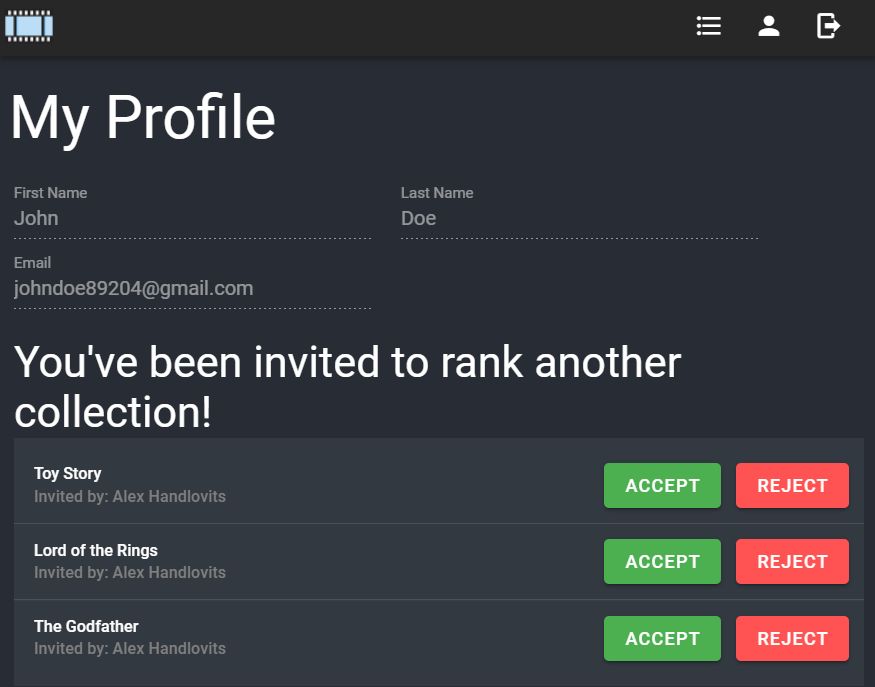 My Profile
First Name
Last Name
John
Doe
Email
johndoe89204@gmail.com
You've been invited to rank another
collection!
Toy Story
Invited by: Alex Handlovits
ACCEPT
REJECT
Lord of the Rings
Invited by: Alex Handlovits
ACCEPT
REJECT
The Godfather
Invited by: Alex Handlovits
ACCEPT
REJECT